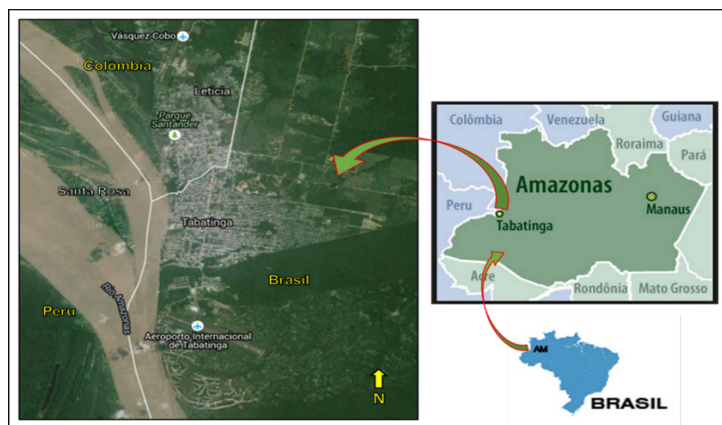 Vásquez Cobo
Colombia
Leticia
Parque
Santander
Santa Rosa
Tabatinga
Brasil
Peru
Rio Amazonas
Aeroporto Internacional
de Tabatinga
N
Colômbia
Venezuela
Guiana
Roraima
Pará
Amazonas
Peru
Manaus
Tabatinga
Acre
Rondônia
Mato Grosso
AM
BRASIL